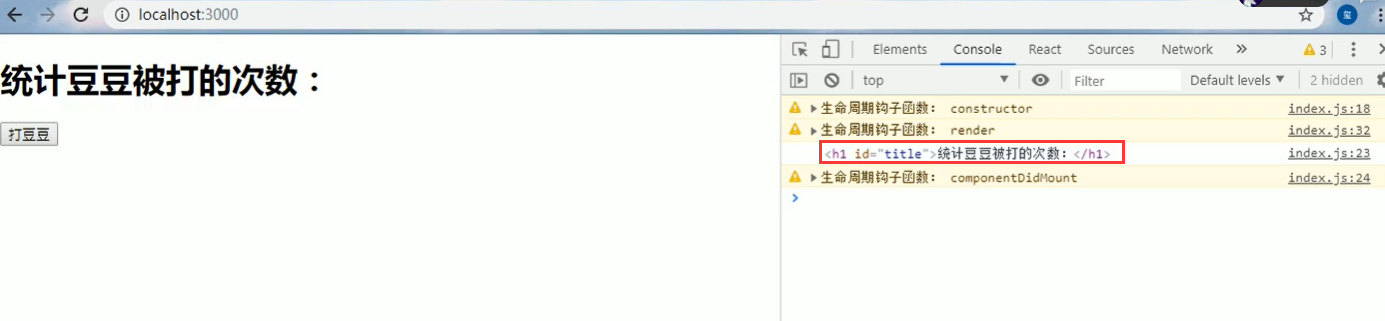 localhost:3000
统计豆豆被打的次数：
打豆豆
Elements Console React Sources Network » 3
top Filter Default levels ▼ 2 hidden
生命周期钩子函数： constructor index.js:18
生命周期钩子函数： render index.js:32
<h1 id="title">统计豆豆被打的次数：</h1> index.js:23
生命周期钩子函数： componentDidMount index.js:24